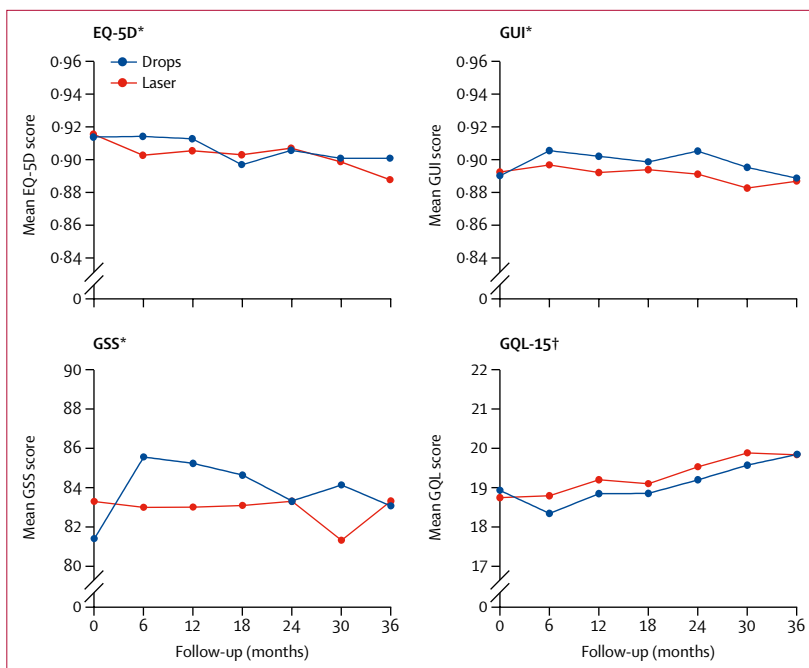 EQ-5D*
Mean EQ-5D score
0·96
0·94
0·92
0·90
0·88
0·86
0·84
0
Drops
Laser
GUI*
Mean GUI score
0·96
0·94
0·92
0·90
0·88
0·86
0·84
0
GSS*
Mean GSS score
90
88
86
84
82
80
0
0 6 12 18 24 30 36
Follow-up (months)
GQL-15†
Mean GQL score
22
21
20
19
18
17
0
0 6 12 18 24 30 36
Follow-up (months)